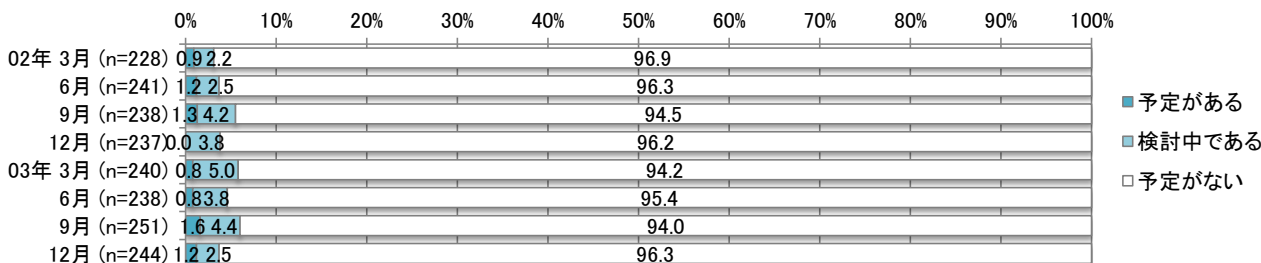 0% 10% 20% 30% 40% 50% 60% 70% 80% 90% 100%
02年 3月 (n=228) 0.9 2.2 96.9
6月 (n=241) 1.2 2.5 96.3
9月 (n=238) 1.3 4.2 94.5
12月 (n=237) 0.0 3.8 96.2
03年 3月 (n=240) 0.8 5.0 94.2
6月 (n=238) 0.8 3.8 95.4
9月 (n=251) 1.6 4.4 94.0
12月 (n=244) 1.2 2.5 96.3
予定がある
検討中である
予定がない